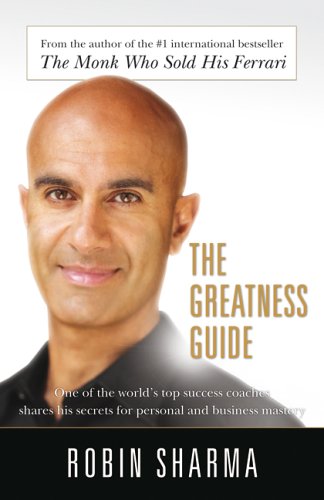 From the author of the #1 international bestseller
The Monk Who Sold His Ferrari
THE
GREATNESS
GUIDE
One of the world's top success coaches
shares his secrets for personal and business mastery
ROBIN SHARMA